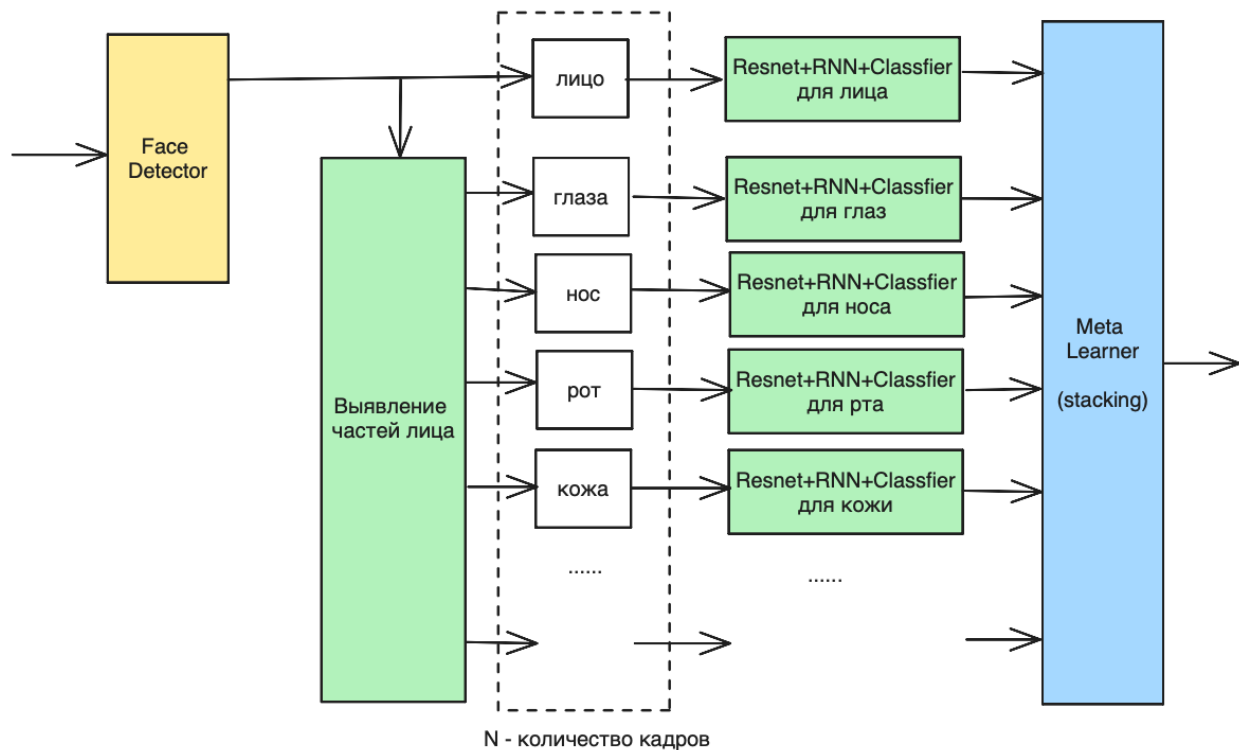 Face
Detector
Выявление
частей лица
лицо
глаза
нос
рот
кожа
......
N - количество кадров
Resnet+RNN+Classfier
для лица
Resnet+RNN+Classfier
для глаз
Resnet+RNN+Classfier
для носа
Resnet+RNN+Classfier
для рта
Resnet+RNN+Classfier
для кожи
......
Meta
Learner
(stacking)